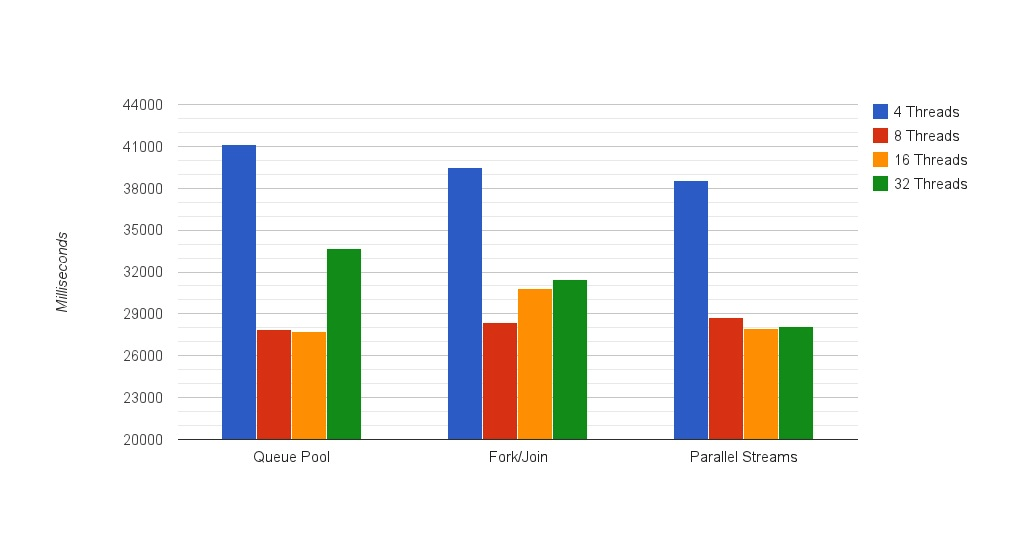 44000
41000
38000
35000
32000
29000
26000
23000
20000
Milliseconds
Queue Pool
Fork/Join
Parallel Streams
4 Threads
8 Threads
16 Threads
32 Threads